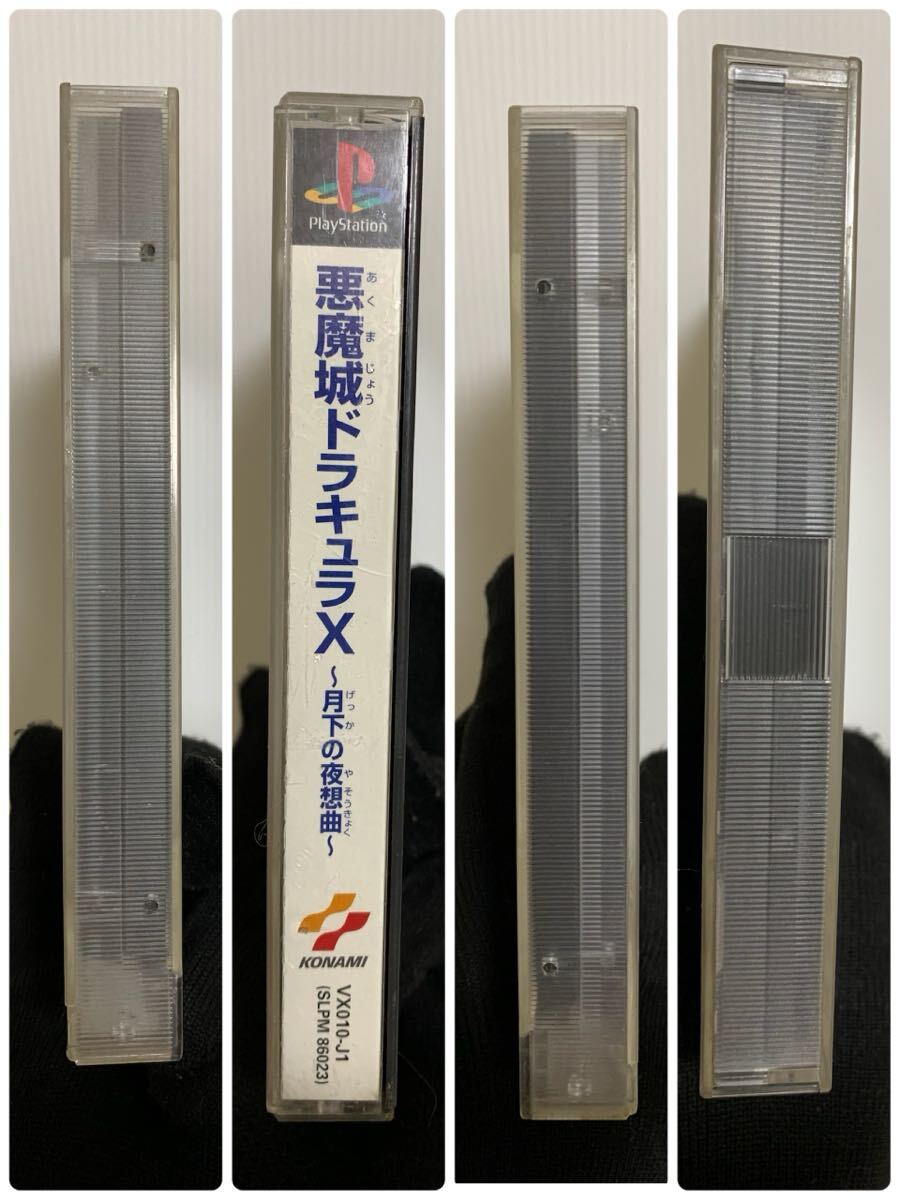 PlayStation
悪魔城ドラキュラX
あくまじょう
～月下の夜想曲～
げっか やそうきょく
KONAMI
VX010-J1
(SLPM 86023)